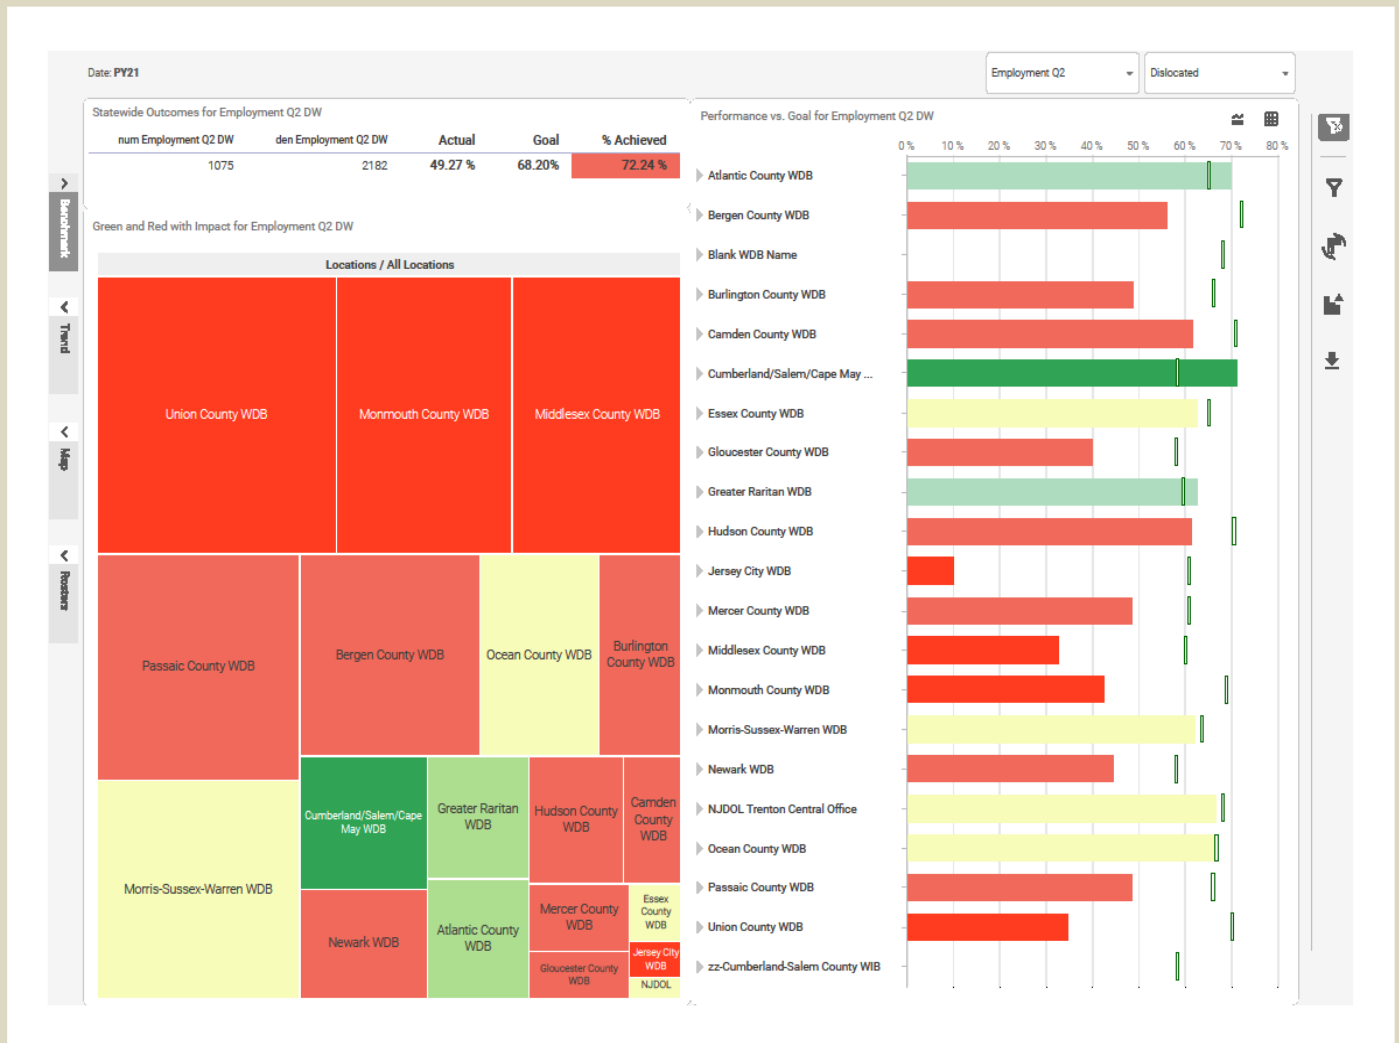 Date: PY21
Employment Q2
Dislocated
Statewide Outcomes for Employment Q2 DW
num Employment Q2 DW den Employment Q2 DW Actual Goal % Achieved
1075 2182 49.27 % 68.20% 72.24 %
Benchmark
Trend
Map
Rosters
Green and Red with Impact for Employment Q2 DW
Locations / All Locations
Union County WDB
Monmouth County WDB
Middlesex County WDB
Passaic County WDB
Bergen County WDB
Ocean County WDB
Burlington
County WDB
Morris-Sussex-Warren WDB
Cumberland/Salem/Cape
May WDB
Greater Raritan
WDB
Hudson County
WDB
Camden
County
WDB
Newark WDB
Atlantic County
WDB
Mercer County
WDB
Gloucester County
WDB
Essex
County
WDB
Jersey City
WDB
NJDOL
Performance vs. Goal for Employment Q2 DW
0 % 10 % 20 % 30 % 40 % 50 % 60 % 70 % 80 %
Atlantic County WDB
Bergen County WDB
Blank WDB Name
Burlington County WDB
Camden County WDB
Cumberland/Salem/Cape May ...
Essex County WDB
Gloucester County WDB
Greater Raritan WDB
Hudson County WDB
Jersey City WDB
Mercer County WDB
Middlesex County WDB
Monmouth County WDB
Morris-Sussex-Warren WDB
Newark WDB
NJDOL Trenton Central Office
Ocean County WDB
Passaic County WDB
Union County WDB
zz-Cumberland-Salem County WIB